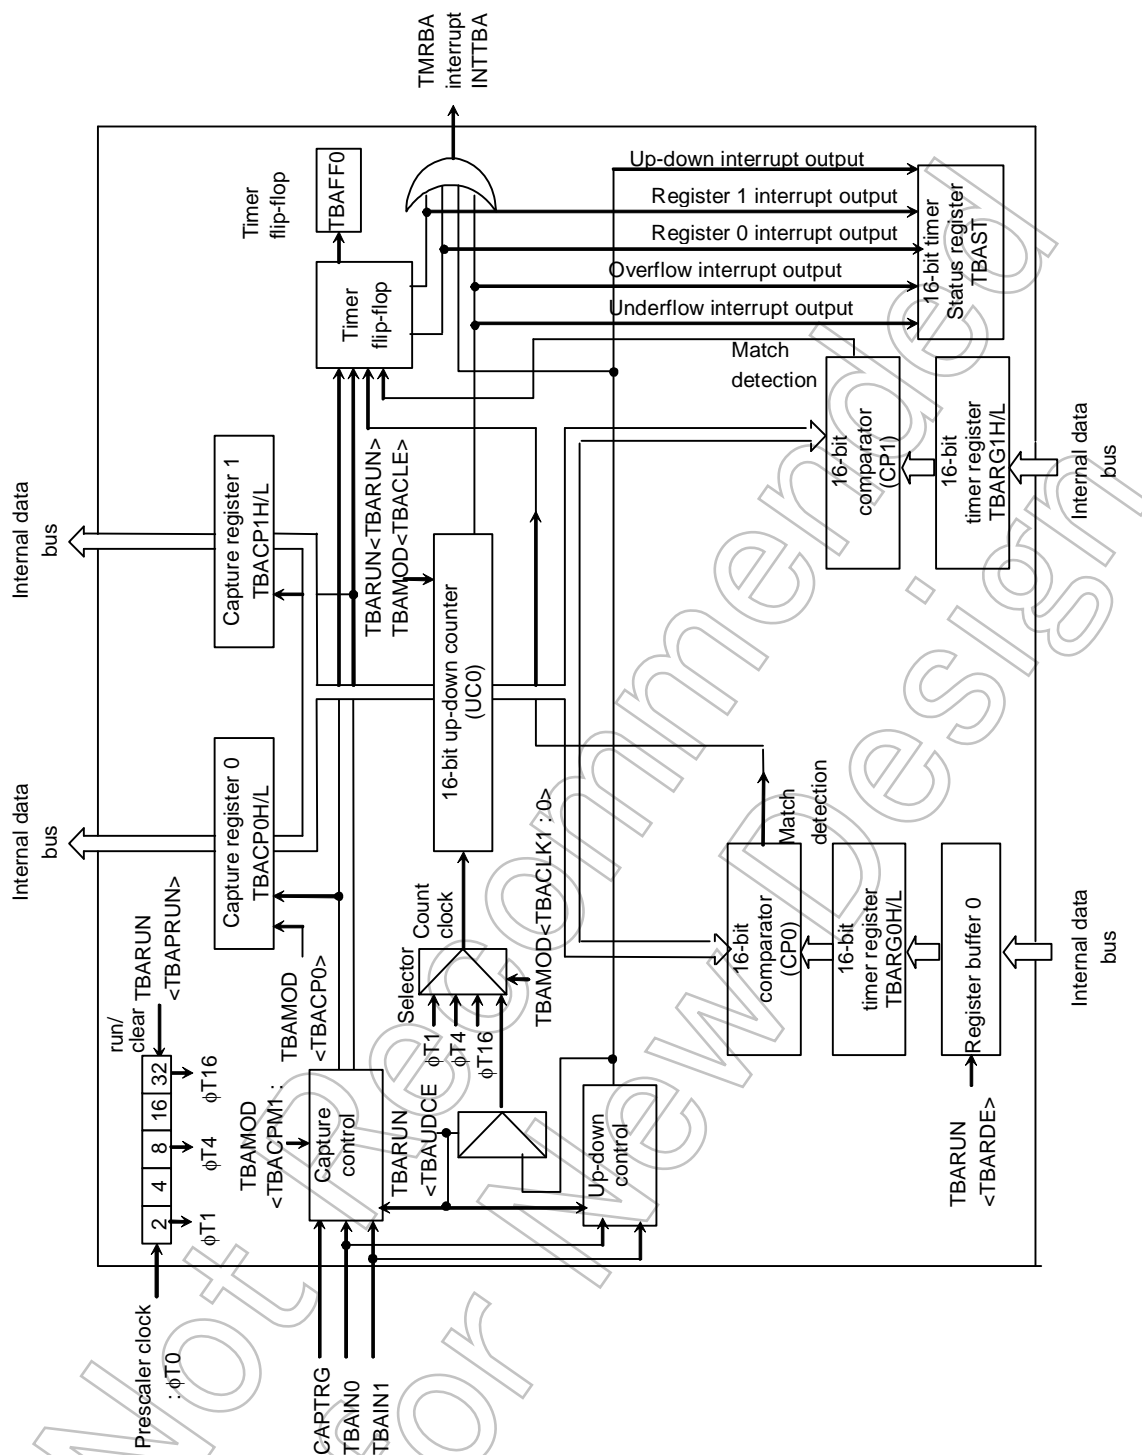 Prescaler clock
: φT0
2 4 8 16 32
φT1
φT4
φT16
run/
clear
TBARUN
<TBAPRUN>
Internal data
bus
Internal data
bus
Capture register 0
TBACP0H/L
Capture register 1
TBACP1H/L
TBAMOD
<TBACP0>
TBAMOD
<TBACPM1 :
Capture
control
CAPTRG
TBAIN0
TBAIN1
TBARUN
<TBAUDCE
φT1
φT4
φT16
Selector
Count
clock
TBAMOD<TBACLK1 : 0>
Up-down
control
16-bit up-down counter
(UC0)
TBARUN<TBARUN>
TBAMOD<TBACLE>
Timer
flip-flop
Timer
flip-flop
TBAFF0
TMRBA
interrupt
INTTBA
Up-down interrupt output
Register 1 interrupt output
Register 0 interrupt output
Overflow interrupt output
Underflow interrupt output
16-bit timer
Status register
TBAST
Match
detection
16-bit
comparator
(CP0)
16-bit
timer register
TBARG0H/L
Register buffer 0
TBARUN
<TBARDE>
Internal data
bus
Match
detection
16-bit
comparator
(CP1)
16-bit
timer register
TBARG1H/L
Internal data
bus
Not Recommended
for New Design